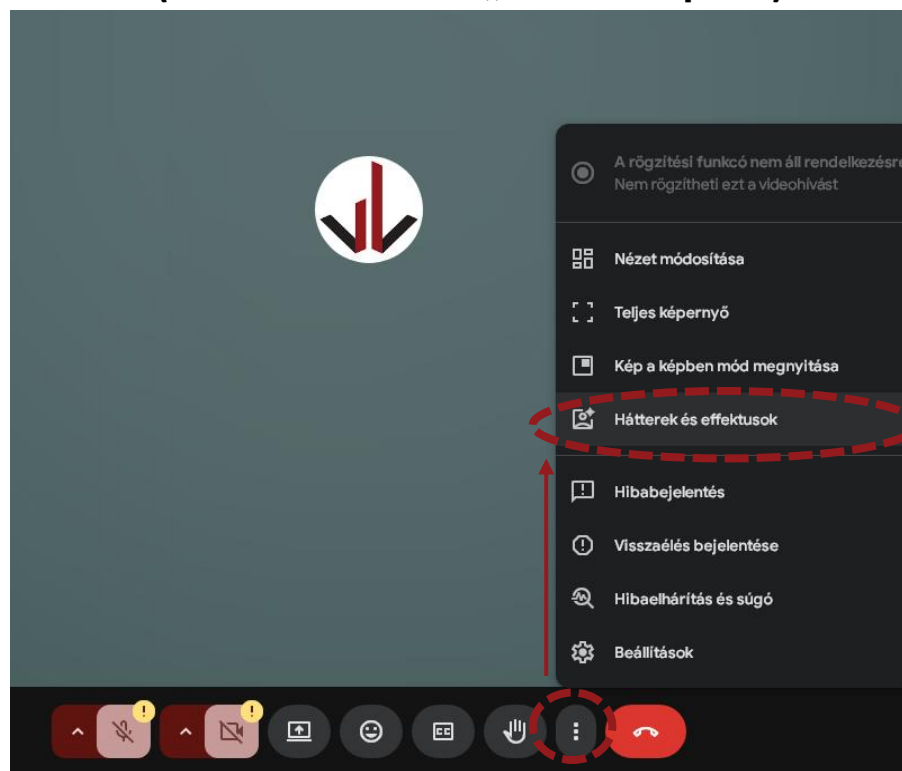 A rögzítési funkcó nem áll rendelkezésre
Nem rögzítheti ezt a videohívást
Nézet módosítása
Teljes képernyő
Kép a képben mód megnyitása
Hátterek és effektusok
Hibabejelentés
Visszaélés bejelentése
Hibaelhárítás és súgó
Beállítások